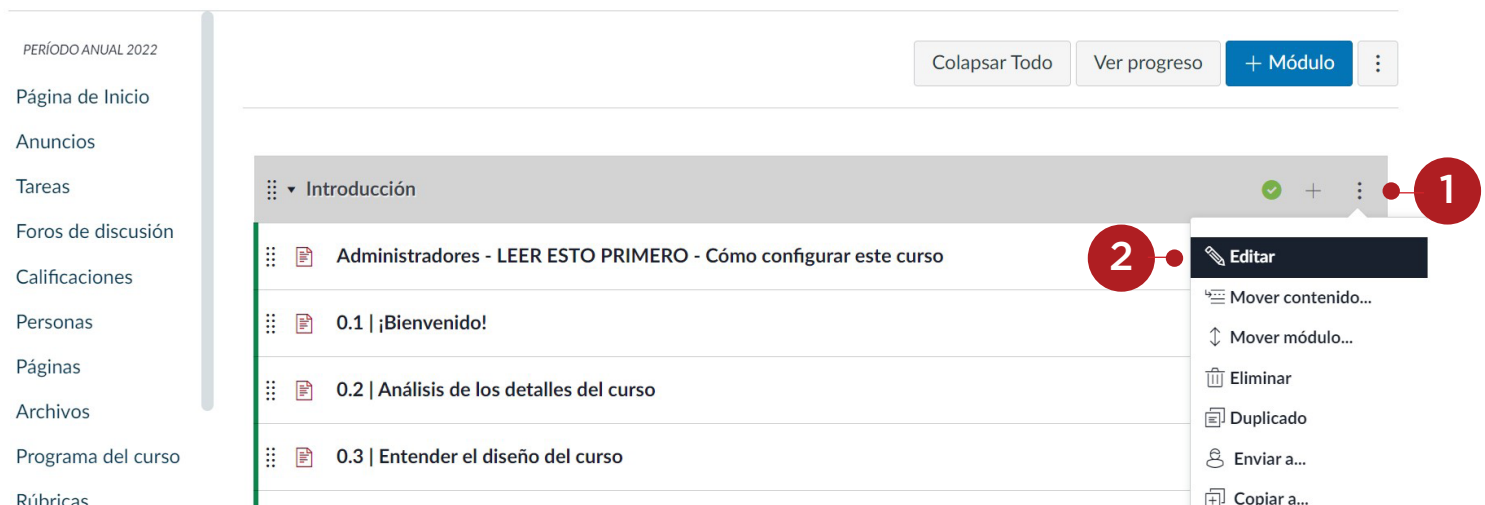 PERÍODO ANUAL 2022
Página de Inicio
Anuncios
Tareas
Foros de discusión
Calificaciones
Personas
Páginas
Archivos
Programa del curso
Rúbricas
Colapsar Todo
Ver progreso
+ Módulo
Introducción
1
Administradores - LEER ESTO PRIMERO - Cómo configurar este curso
0.1 | ¡Bienvenido!
0.2 | Análisis de los detalles del curso
0.3 | Entender el diseño del curso
2
Editar
Mover contenido...
Mover módulo...
Eliminar
Duplicado
Enviar a...
Copiar a...